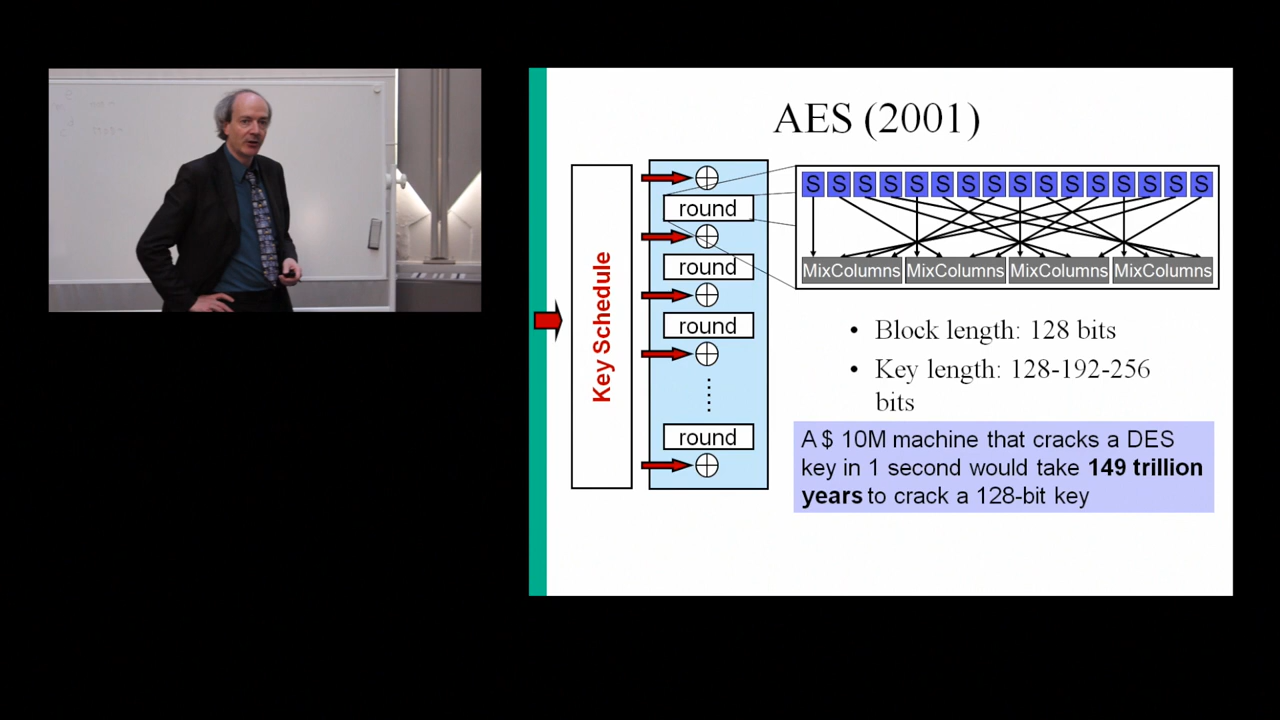 AES (2001)
Key Schedule
round
round
round
round
S S S S S S S S S S S S S S S S
MixColumns MixColumns MixColumns MixColumns
• Block length: 128 bits
• Key length: 128-192-256
bits
A $ 10M machine that cracks a DES
key in 1 second would take 149 trillion
years to crack a 128-bit key